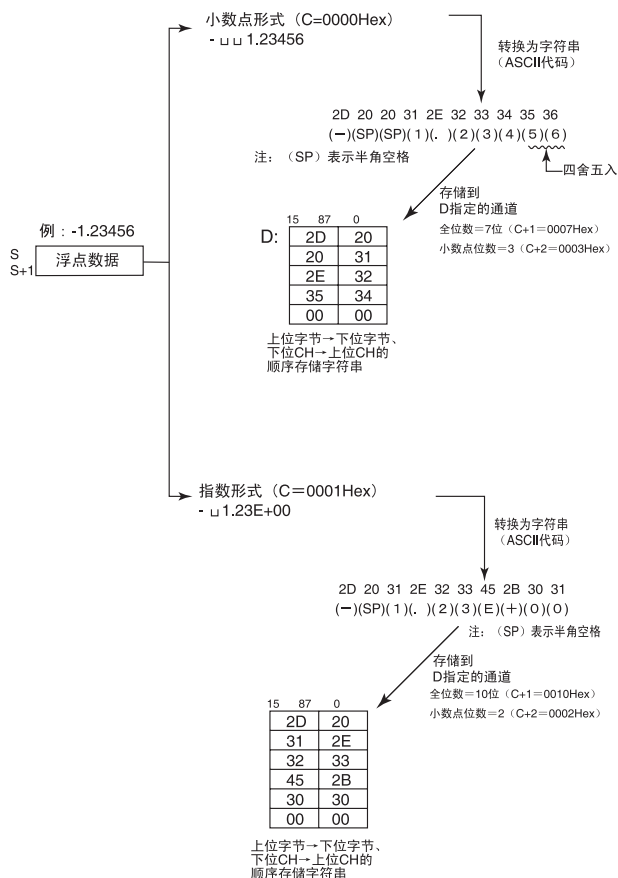 小数点形式（C=0000Hex）
- ␣␣1.23456
转换为字符串
（ASCII代码）
2D 20 20 31 2E 32 33 34 35 36
(－)(SP)(SP)(1)(. )(2)(3)(4)(5)(6)
注：（SP）表示半角空格
四舍五入
存储到
D指定的通道
全位数＝7位（C+1＝0007Hex）
小数点位数＝3（C+2＝0003Hex）
例：-1.23456
S
S+1
浮点数据
15 87 0
D:
2D 20
20 31
2E 32
35 34
00 00
上位字节→下位字节、
下位CH→上位CH的
顺序存储字符串
指数形式（C＝0001Hex）
- ␣1.23E+00
转换为字符串
（ASCII代码）
2D 20 31 2E 32 33 45 2B 30 31
(－)(SP)(1)(. )(2)(3)(E)(＋)(0)(0)
注：（SP）表示半角空格
存储到
D指定的通道
全位数＝10位（C+1＝0010Hex）
小数点位数＝2（C+2＝0002Hex）
15 87 0
2D 20
31 2E
32 33
45 2B
30 30
00 00
上位字节→下位字节、
下位CH→上位CH的
顺序存储字符串